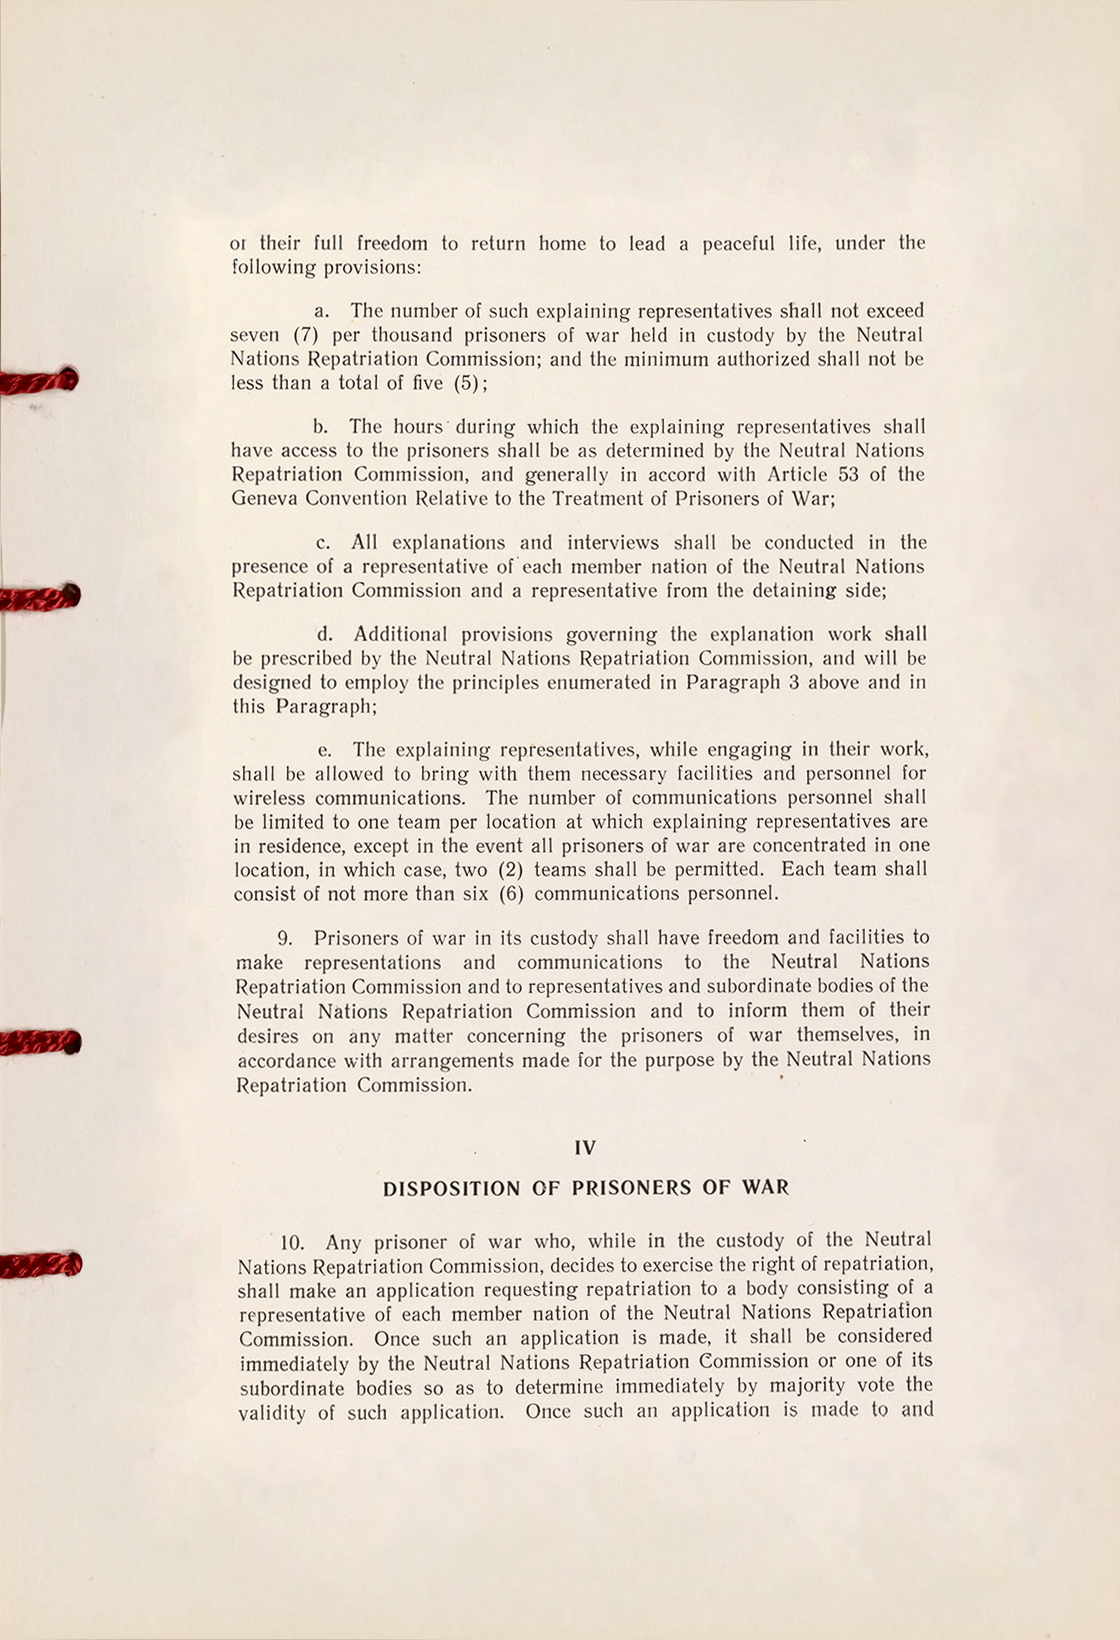 of their full freedom to return home to lead a peaceful life, under the
following provisions:
a. The number of such explaining representatives shall not exceed
seven (7) per thousand prisoners of war held in custody by the Neutral
Nations Repatriation Commission; and the minimum authorized shall not be
less than a total of five (5);
b. The hours during which the explaining representatives shall
have access to the prisoners shall be as determined by the Neutral Nations
Repatriation Commission, and generally in accord with Article 53 of the
Geneva Convention Relative to the Treatment of Prisoners of War;
c. All explanations and interviews shall be conducted in the
presence of a representative of each member nation of the Neutral Nations
Repatriation Commission and a representative from the detaining side;
d. Additional provisions governing the explanation work shall
be prescribed by the Neutral Nations Repatriation Commission, and will be
designed to employ the principles enumerated in Paragraph 3 above and in
this Paragraph;
e. The explaining representatives, while engaging in their work,
shall be allowed to bring with them necessary facilities and personnel for
wireless communications. The number of communications personnel shall
be limited to one team per location at which explaining representatives are
in residence, except in the event all prisoners of war are concentrated in one
location, in which case, two (2) teams shall be permitted. Each team shall
consist of not more than six (6) communications personnel.
9. Prisoners of war in its custody shall have freedom and facilities to
make representations and communications to the Neutral Nations
Repatriation Commission and to representatives and subordinate bodies of the
Neutral Nations Repatriation Commission and to inform them of their
desires on any matter concerning the prisoners of war themselves, in
accordance with arrangements made for the purpose by the Neutral Nations
Repatriation Commission.
IV
DISPOSITION OF PRISONERS OF WAR
10. Any prisoner of war who, while in the custody of the Neutral
Nations Repatriation Commission, decides to exercise the right of repatriation,
shall make an application requesting repatriation to a body consisting of a
representative of each member nation of the Neutral Nations Repatriation
Commission. Once such an application is made, it shall be considered
immediately by the Neutral Nations Repatriation Commission or one of its
subordinate bodies so as to determine immediately by majority vote the
validity of such application. Once such an application is made to and